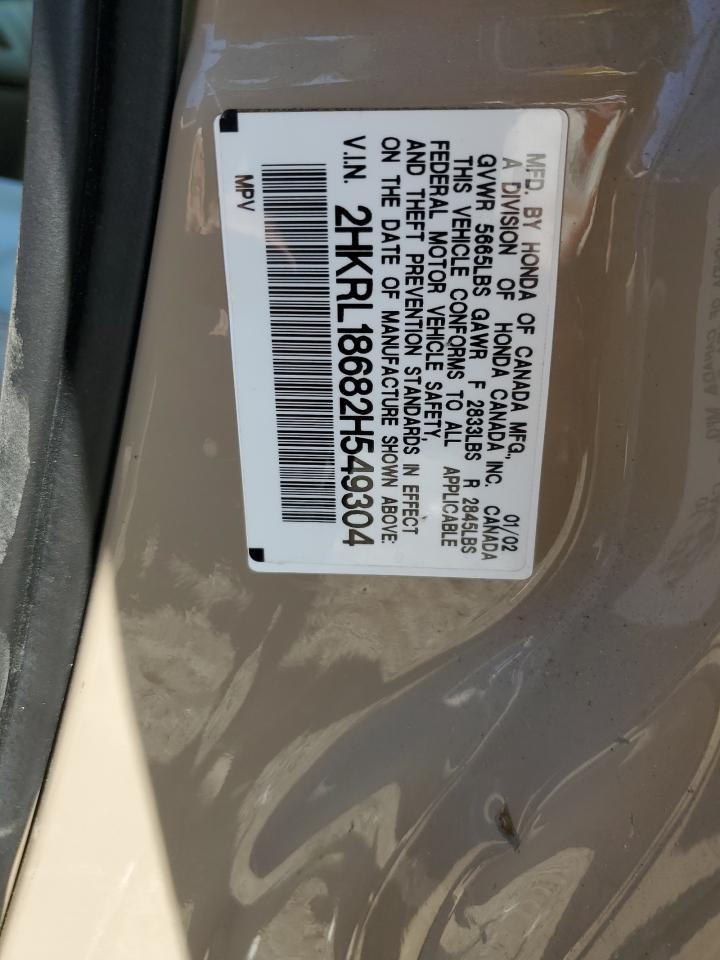 MFD. BY HONDA OF CANADA MFG., 01/02
A DIVISION OF HONDA CANADA INC. CANADA
GVWR 5665LBS GAWR F 2833LBS R 2845LBS
THIS VEHICLE CONFORMS TO ALL APPLICABLE
FEDERAL MOTOR VEHICLE SAFETY,
AND THEFT PREVENTION STANDARDS IN EFFECT
ON THE DATE OF MANUFACTURE SHOWN ABOVE.
V.I.N. 2HKRL18682H549304
MPV